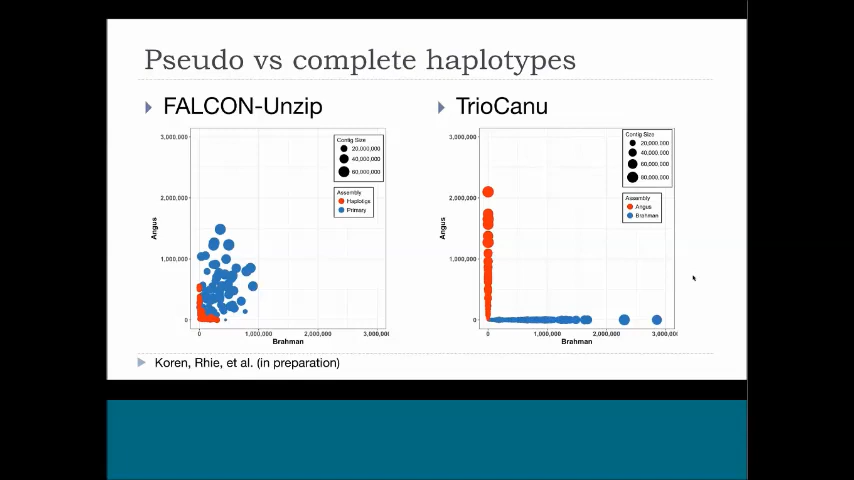 Pseudo vs complete haplotypes
FALCON-Unzip
3,000,000
2,000,000
1,000,000
0
Angus
Contig Size
20,000,000
40,000,000
60,000,000
Assembly
Haplotigs
Primary
0
1,000,000
2,000,000
3,000,000
Brahman
TrioCanu
3,000,000
2,000,000
1,000,000
0
Angus
Contig Size
20,000,000
40,000,000
60,000,000
80,000,000
Assembly
Angus
Brahman
0
1,000,000
2,000,000
3,000,000
Brahman
Koren, Rhie, et al. (in preparation)